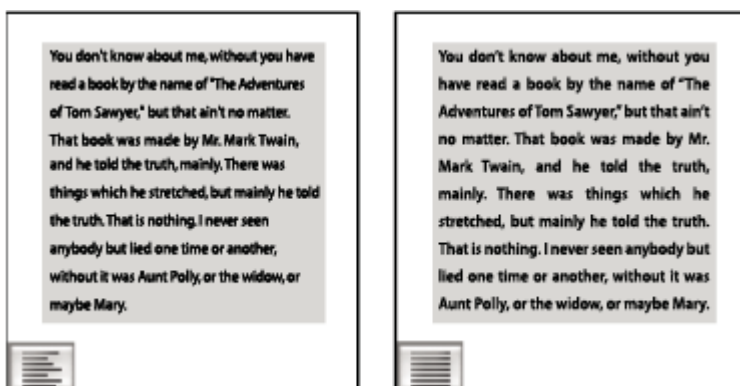 You don't know about me, without you have
read a book by the name of "The Adventures
of Tom Sawyer," but that ain't no matter.
That book was made by Mr. Mark Twain,
and he told the truth, mainly. There was
things which he stretched, but mainly he told
the truth. That is nothing. I never seen
anybody but lied one time or another,
without it was Aunt Polly, or the widow, or
maybe Mary.
You don't know about me, without you
have read a book by the name of "The
Adventures of Tom Sawyer," but that ain't
no matter. That book was made by Mr.
Mark Twain, and he told the truth,
mainly. There was things which he
stretched, but mainly he told the truth.
That is nothing. I never seen anybody but
lied one time or another, without it was
Aunt Polly, or the widow, or maybe Mary.